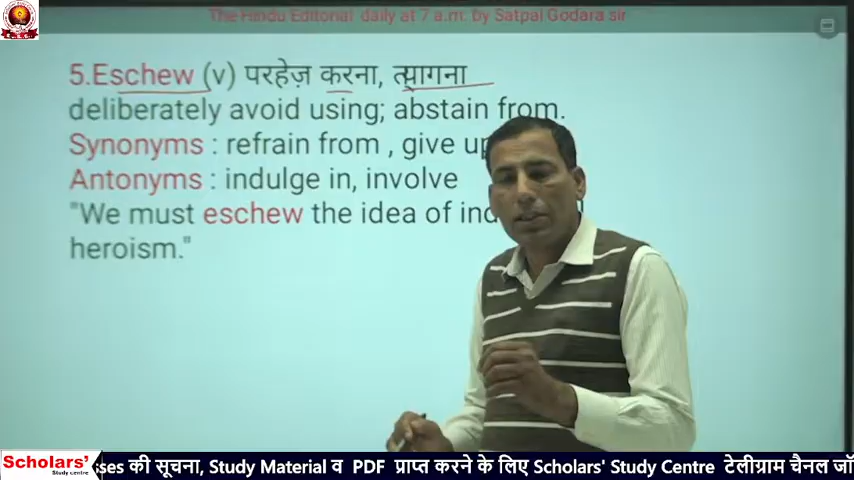 The Hindu Editorial daily at 7 a.m. by Satpal Godara sir
5.Eschew (v) परहेज़ करना, त्यागना
deliberately avoid using; abstain from.
Synonyms : refrain from , give up
Antonyms : indulge in, involve
"We must eschew the idea of ind
heroism."
Scholars'
Study centre
sses की सूचना, Study Material व PDF प्राप्त करने के लिए Scholars' Study Centre टेलीग्राम चैनल जॉ